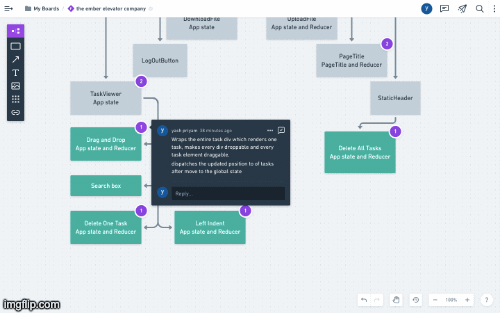 My Boards
the ember elevator company
Y
DownloadFile
App state
UploadFile
App state and Reducer
LogOutButton
2
PageTitle
PageTitle and Reducer
2
TaskViewer
App state
StaticHeader
1
Drag and Drop
App state and Reducer
Y
38 minutes ago
Wraps the entire task div which renders one
task, makes every div droppable and every
task element draggable.
dispatches the updated position to of tasks
after move to the global state
Y
Reply...
1
Delete All Tasks
App state and Reducer
Search box
1
Delete One Task
App state and Reducer
1
Left Indent
App state and Reducer
100%
?
imgflip.com